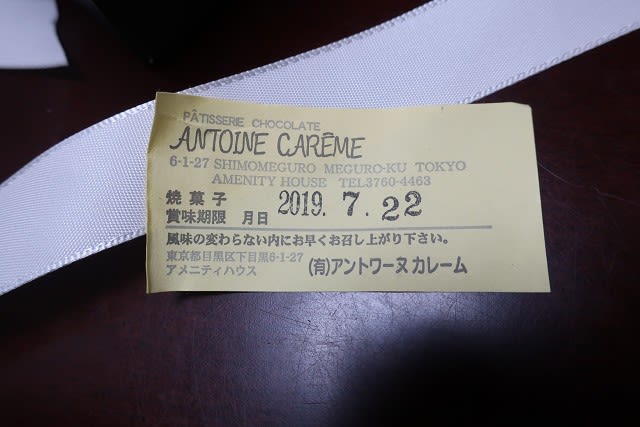 PÂTISSERIE CHOCOLATE
ANTOINE CARÊME
6-1-27 SHIMOMEGURO MEGURO-KU TOKYO
AMENITY HOUSE TEL3760-4463
焼菓子
賞味期限 月日 2019. 7. 22
風味の変わらない内にお早くお召し上がり下さい。
東京都目黒区下目黒6-1-27
アメニティハウス (有)アントワーヌ カレーム